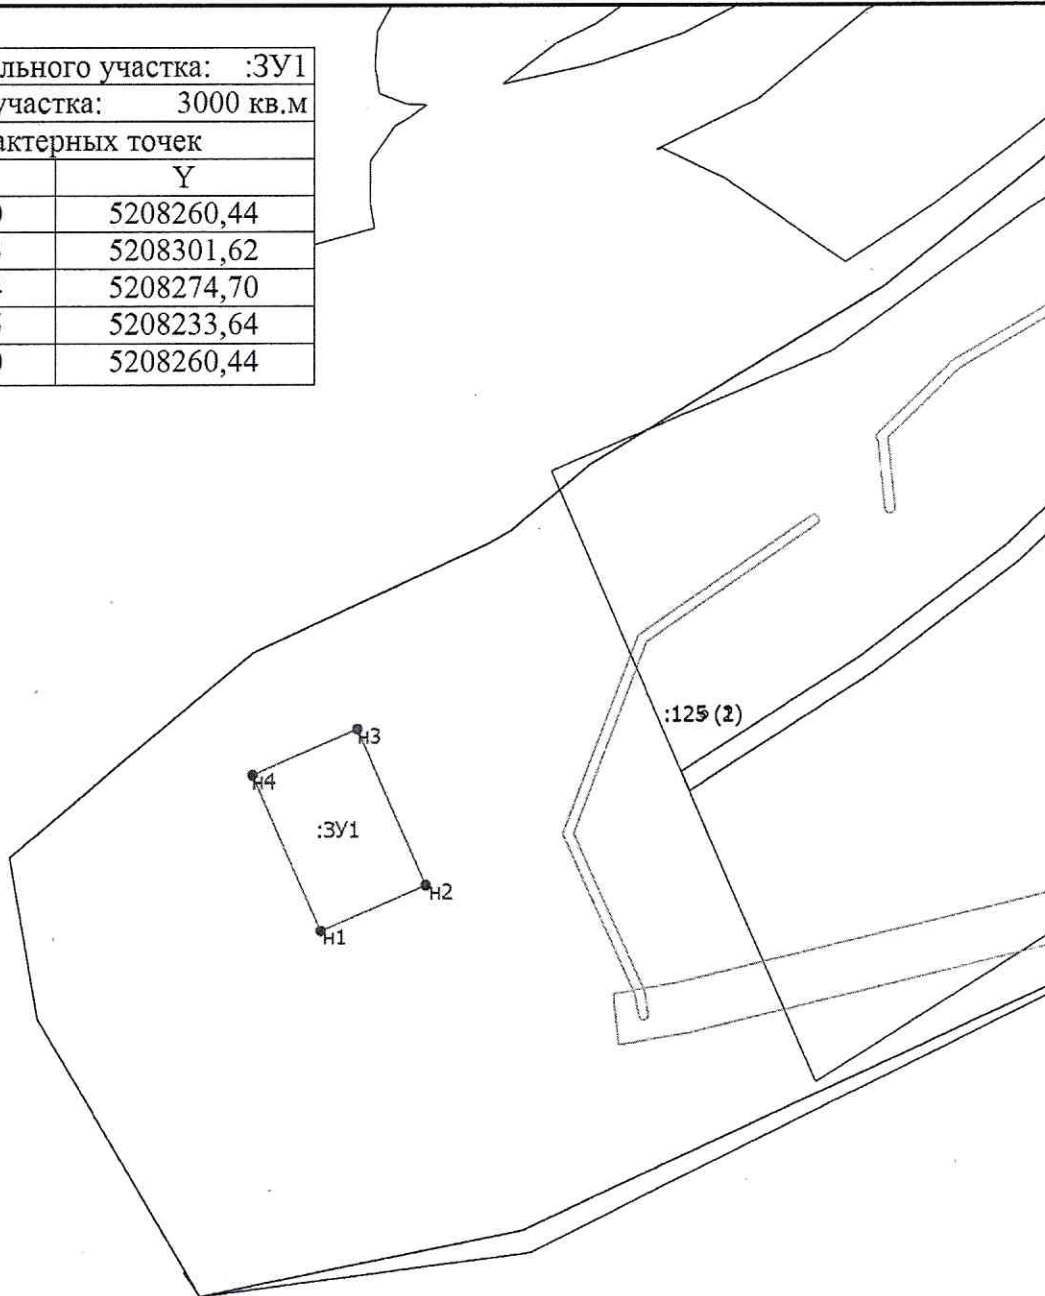 льного участка: :ЗУ1
участка: 3000 кв.м
актерных точек
Y
5208260,44
5208301,62
5208274,70
5208233,64
5208260,44
:125 (2)
н3
н4
:ЗУ1
н2
н1